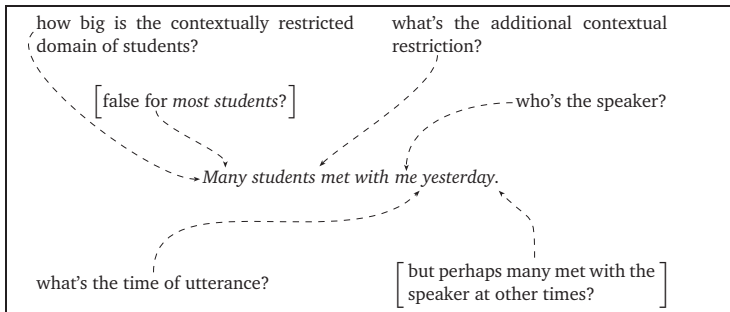 how big is the contextually restricted
domain of students?
what's the additional contextual
restriction?
[false for most students?]
who's the speaker?
Many students met with me yesterday.
what's the time of utterance?
[but perhaps many met with the
speaker at other times?]